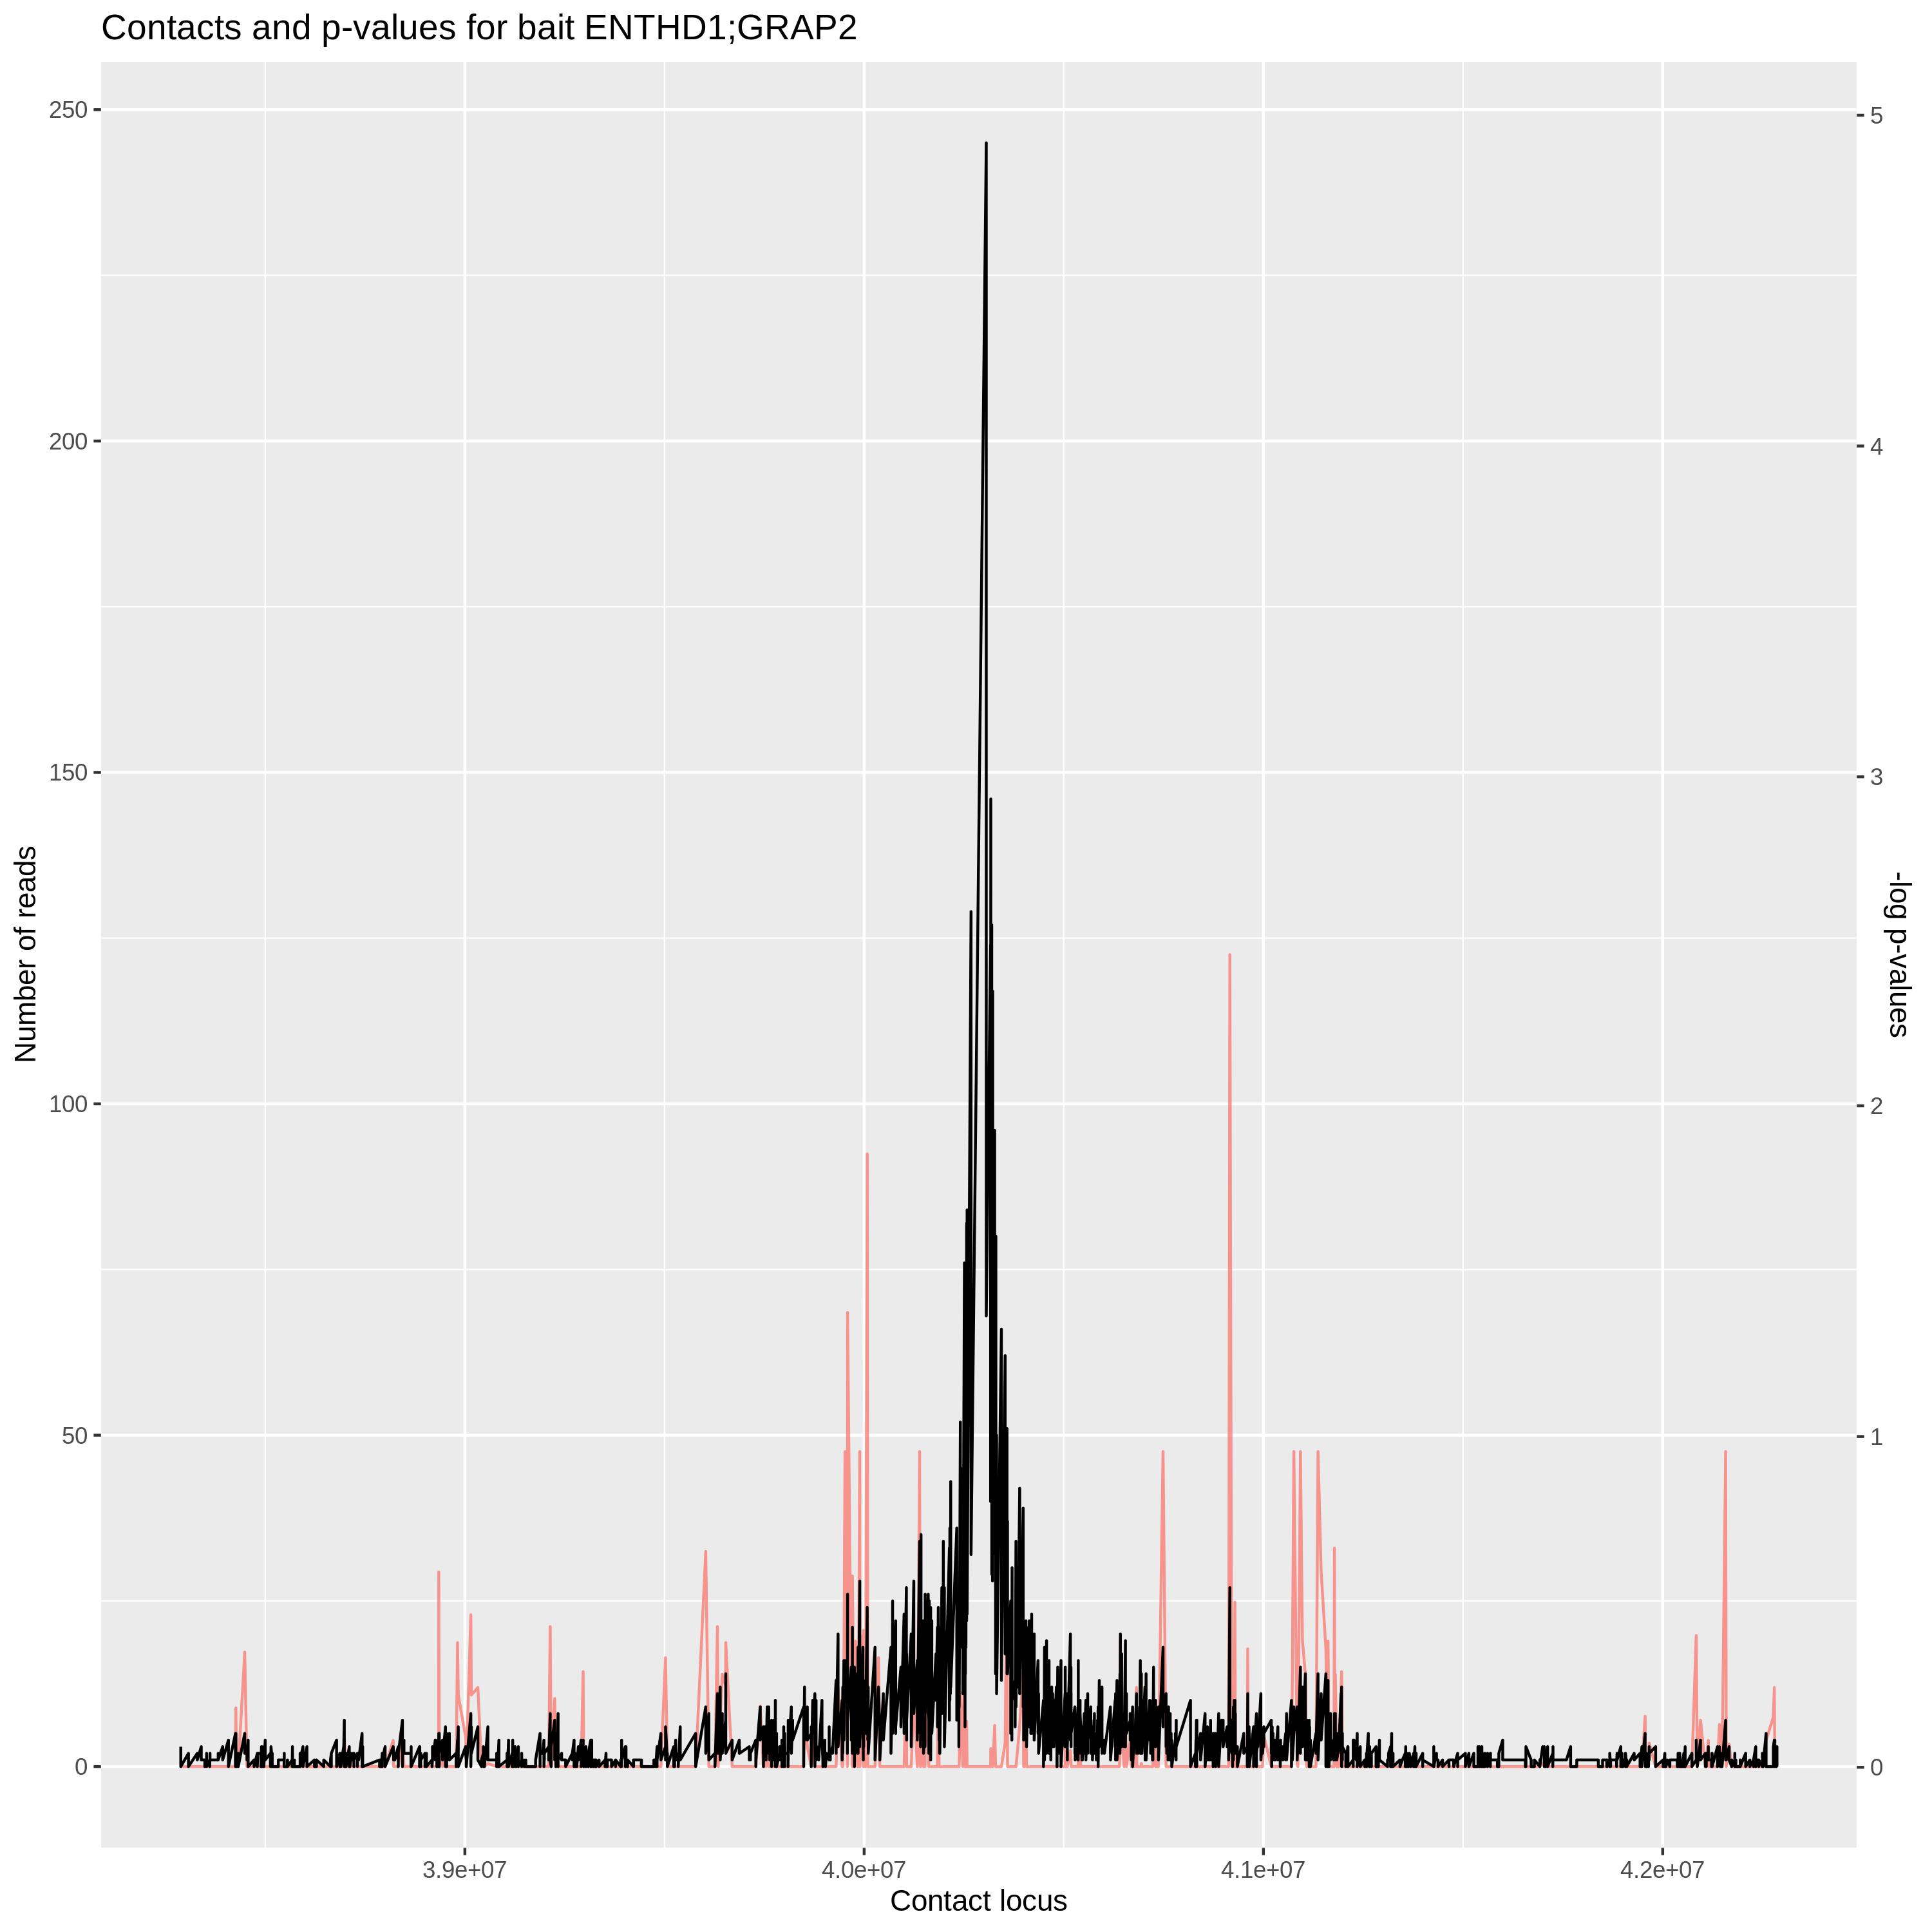 Contacts and p-values for bait ENTHD1;GRAP2
Number of reads
250
200
150
100
50
0
5
4
3
2
1
0
-log p-values
3.9e+07
4.0e+07
4.1e+07
4.2e+07
Contact locus